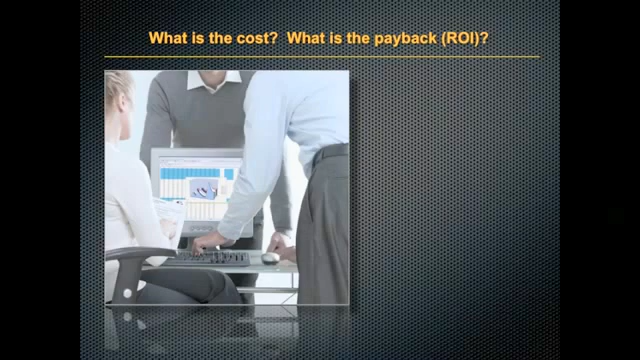 What is the cost?  What is the payback (ROI)?